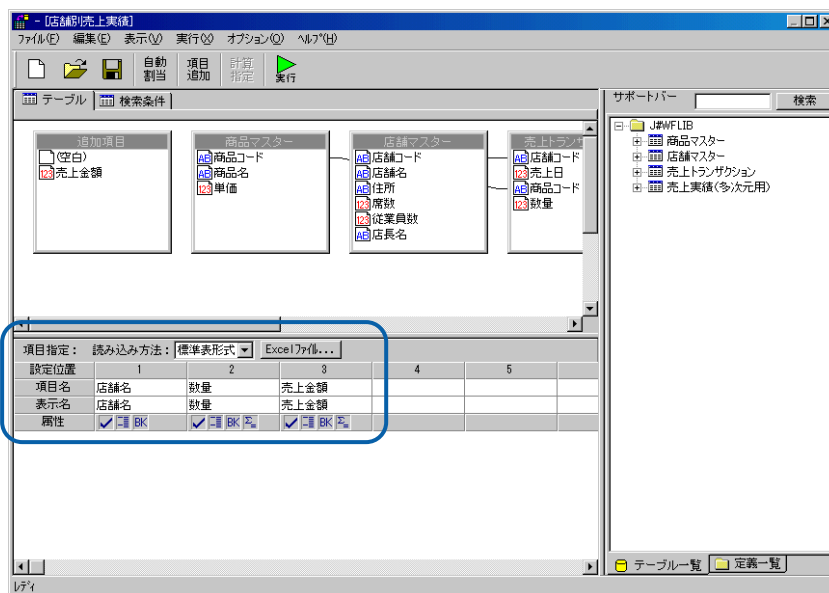 - [店舗別売上実績]
ファイル(F) 編集(E) 表示(V) 実行(X) オプション(O) ヘルプ(H)
自動割当 項目追加 計算指定 実行
テーブル 検索条件
サポートバー 検索
追加項目
(空白)
売上金額
商品マスター
商品コード
商品名
単価
店舗マスター
店舗コード
店舗名
住所
席数
従業員数
店長名
売上トランザ
店舗コード
売上日
商品コード
数量
J#WFLIB
商品マスター
店舗マスター
売上トランザクション
売上実績(多次元用)
項目指定: 読み込み方法: 標準表形式 Excelファイル...
設定位置 1 2 3 4 5
項目名 店舗名 数量 売上金額
表示名 店舗名 数量 売上金額
属性 BK BK Σ BK Σ
テーブル一覧 定義一覧
レディ